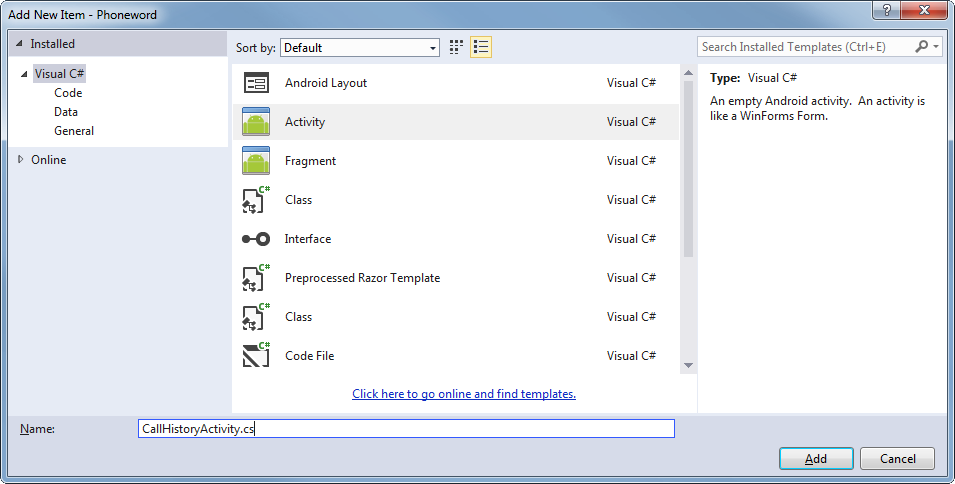 Add New Item - Phoneword
?
Installed
Visual C#
Code
Data
General
Online
Sort by: Default
Search Installed Templates (Ctrl+E)
Android Layout Visual C#
Activity Visual C#
Fragment Visual C#
C# Class Visual C#
Interface Visual C#
C# Preprocessed Razor Template Visual C#
C# Class Visual C#
C# Code File Visual C#
Click here to go online and find templates.
Type: Visual C#
An empty Android activity. An activity is
like a WinForms Form.
Name: CallHistoryActivity.cs
Add Cancel